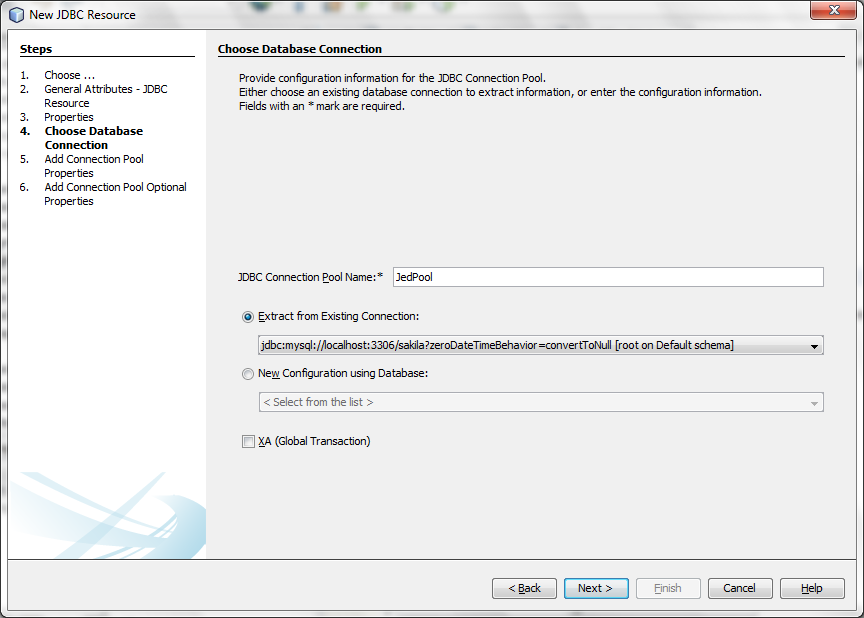 New JDBC Resource
Steps
1. Choose ...
2. General Attributes - JDBC
Resource
3. Properties
4. Choose Database
Connection
5. Add Connection Pool
Properties
6. Add Connection Pool Optional
Properties
Choose Database Connection
Provide configuration information for the JDBC Connection Pool.
Either choose an existing database connection to extract information, or enter the configuration information.
Fields with an * mark are required.
JDBC Connection Pool Name:* JedPool
Extract from Existing Connection:
jdbc:mysql://localhost:3306/sakila?zeroDateTimeBehavior=convertToNull [root on Default schema]
New Configuration using Database:
< Select from the list >
XA (Global Transaction)
< Back Next > Finish Cancel Help